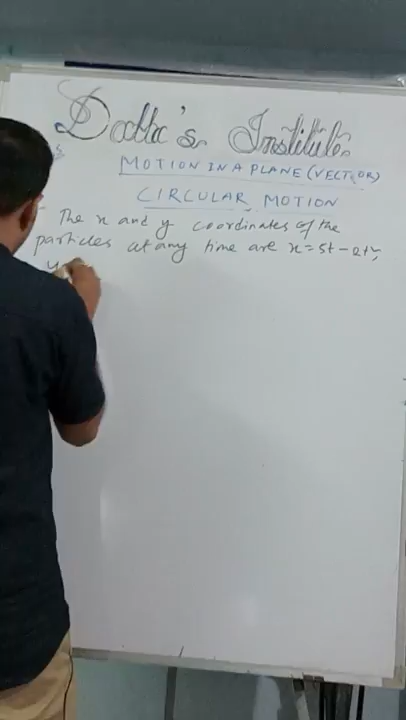 Dolla's Institute
MOTION IN A PLANE (VECTOR)
CIRCULAR MOTION
The x and y coordinates of the
particles at any time are x = 5t - 2t²,
y